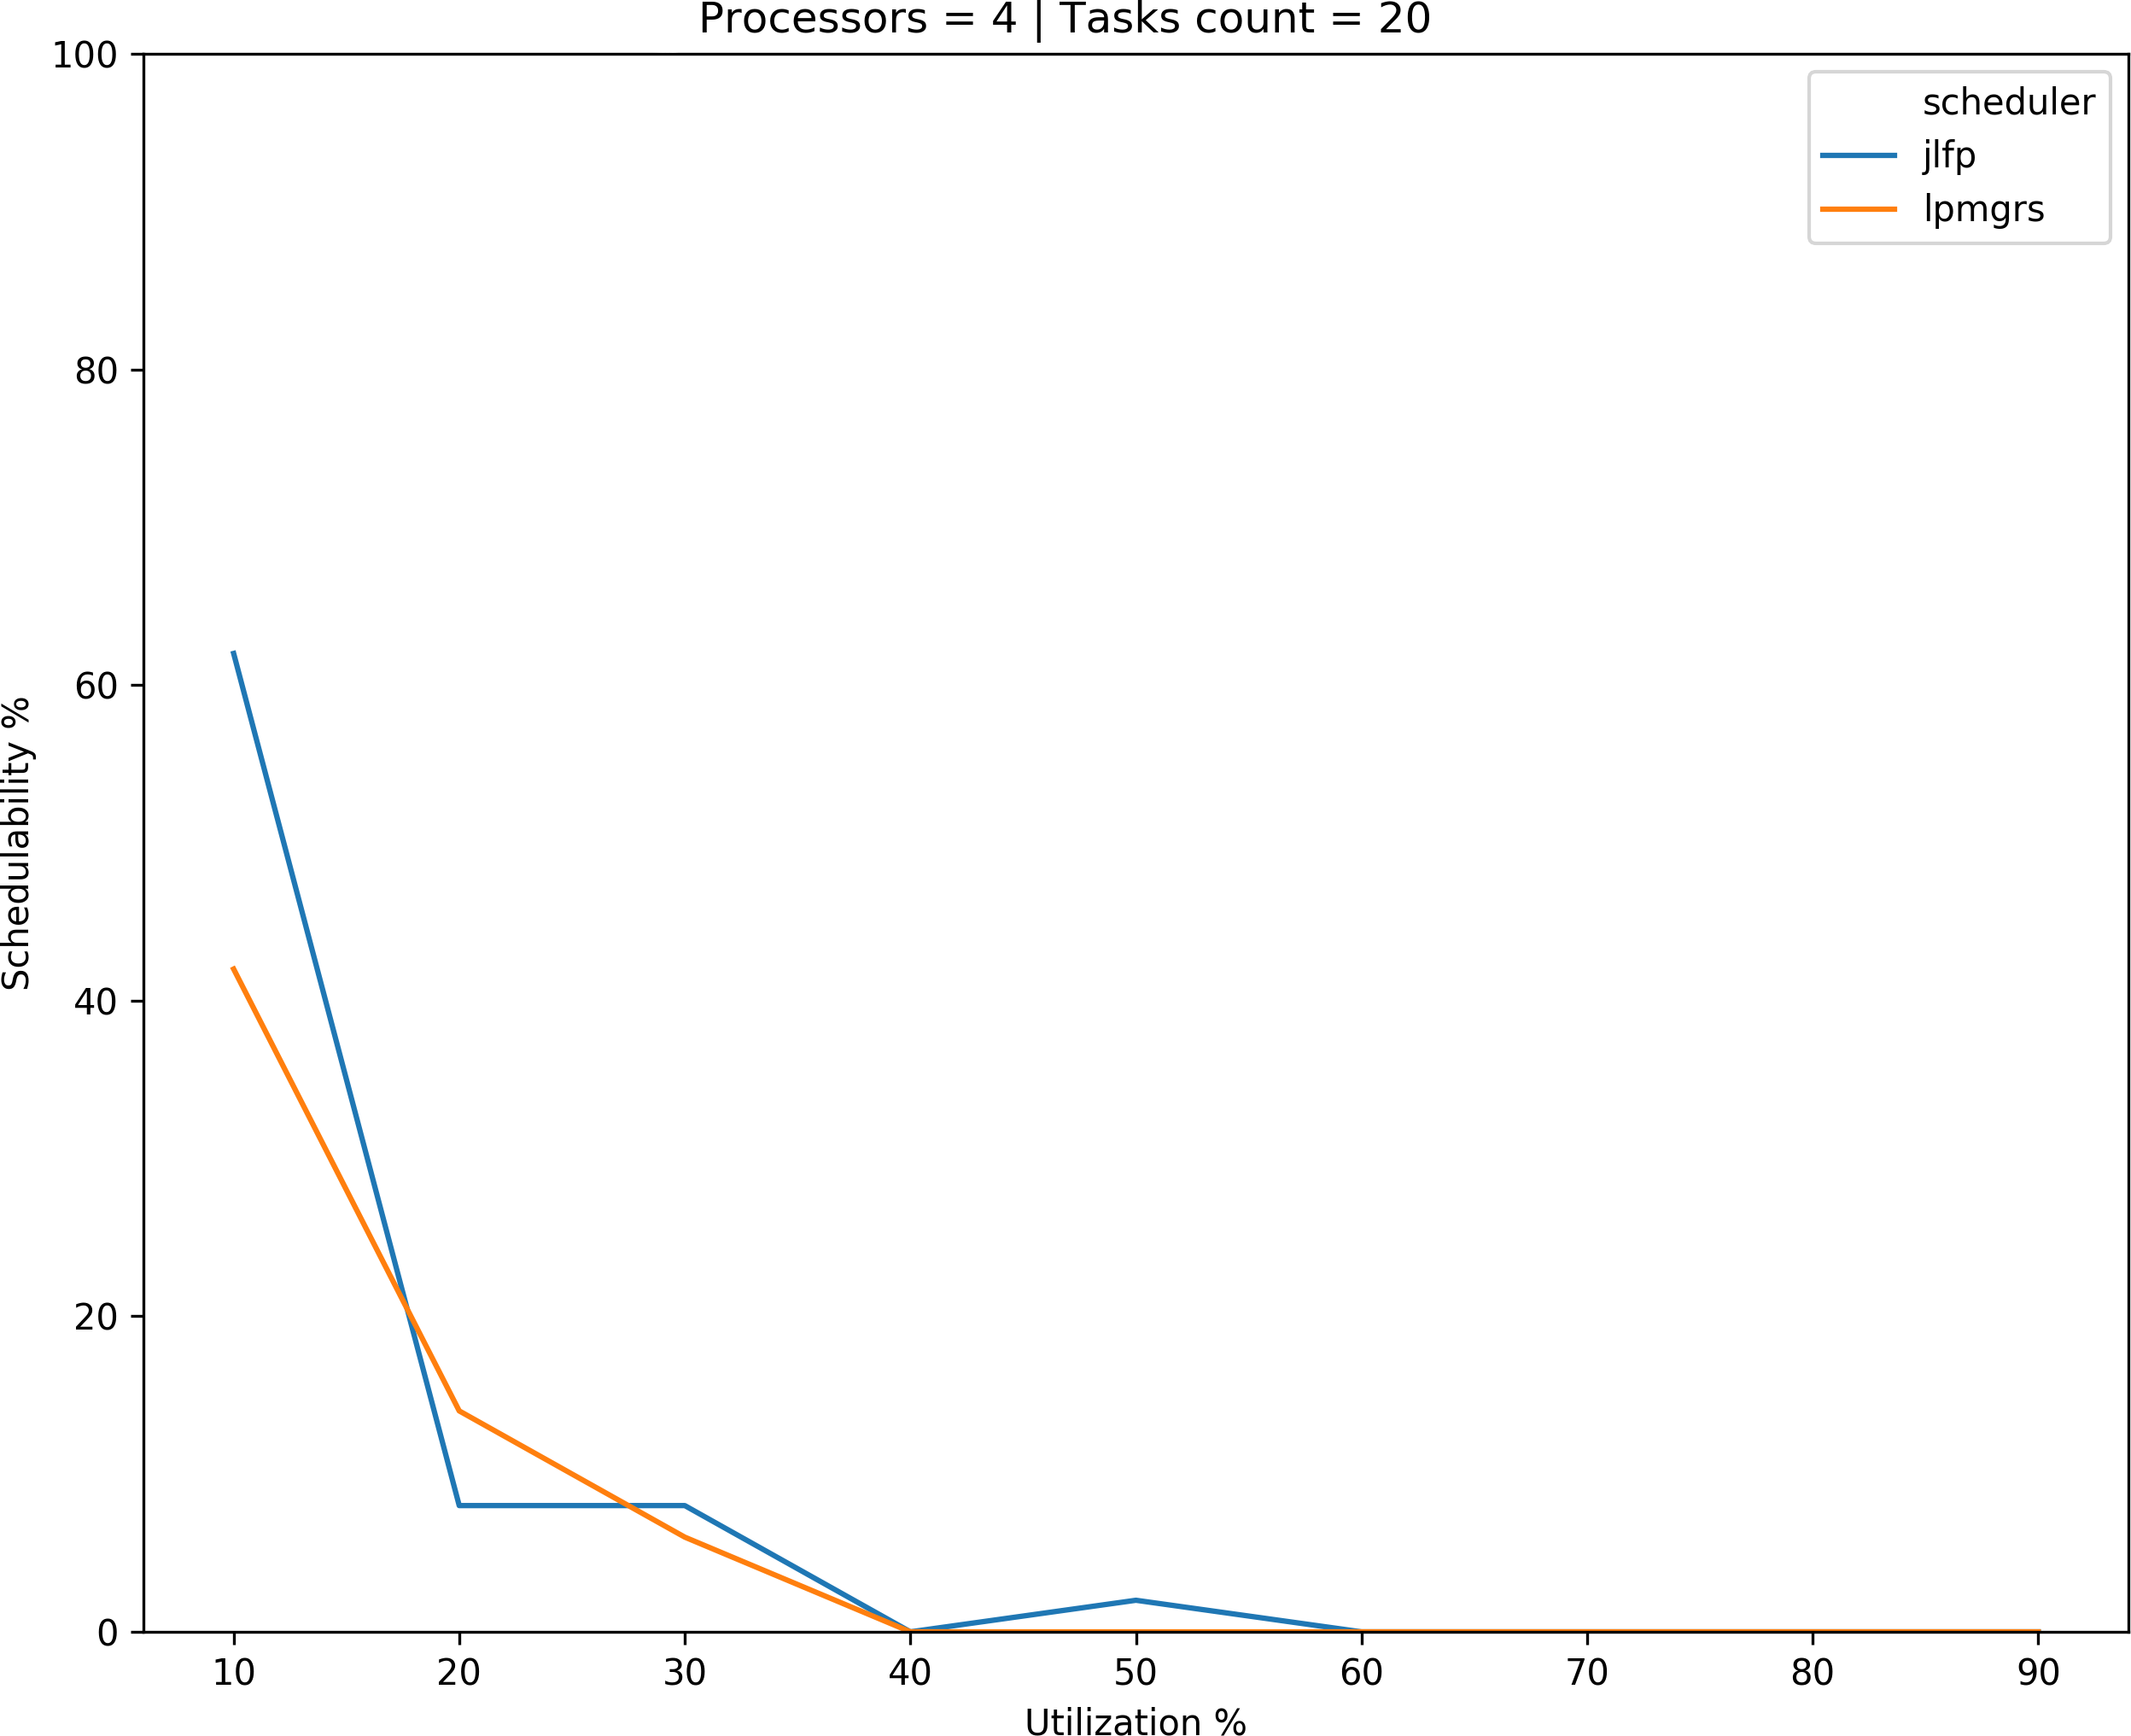 Processors = 4 | Tasks count = 20
100
80
60
40
20
0
Schedulability %
scheduler
jlfp
lpmgrs
10 20 30 40 50 60 70 80 90
Utilization %